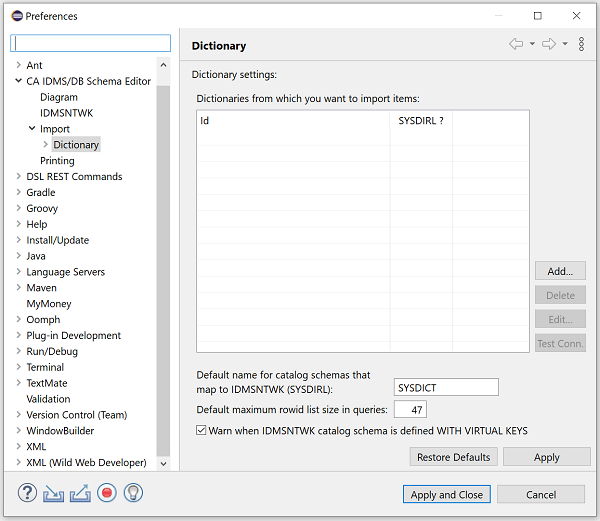 Preferences
Dictionary
Dictionary settings:
Dictionaries from which you want to import items:
Id SYSDIRL ?
Ant
CA IDMS/DB Schema Editor
Diagram
IDMSNTWK
Import
Dictionary
Printing
DSL REST Commands
Gradle
Groovy
Help
Install/Update
Java
Language Servers
Maven
MyMoney
Oomph
Plug-in Development
Run/Debug
Terminal
TextMate
Validation
Version Control (Team)
WindowBuilder
XML
XML (Wild Web Developer)
Add...
Delete
Edit...
Test Conn.
Default name for catalog schemas that
map to IDMSNTWK (SYSDIRL): SYSDICT
Default maximum rowid list size in queries: 47
Warn when IDMSNTWK catalog schema is defined WITH VIRTUAL KEYS
Restore Defaults Apply
Apply and Close Cancel